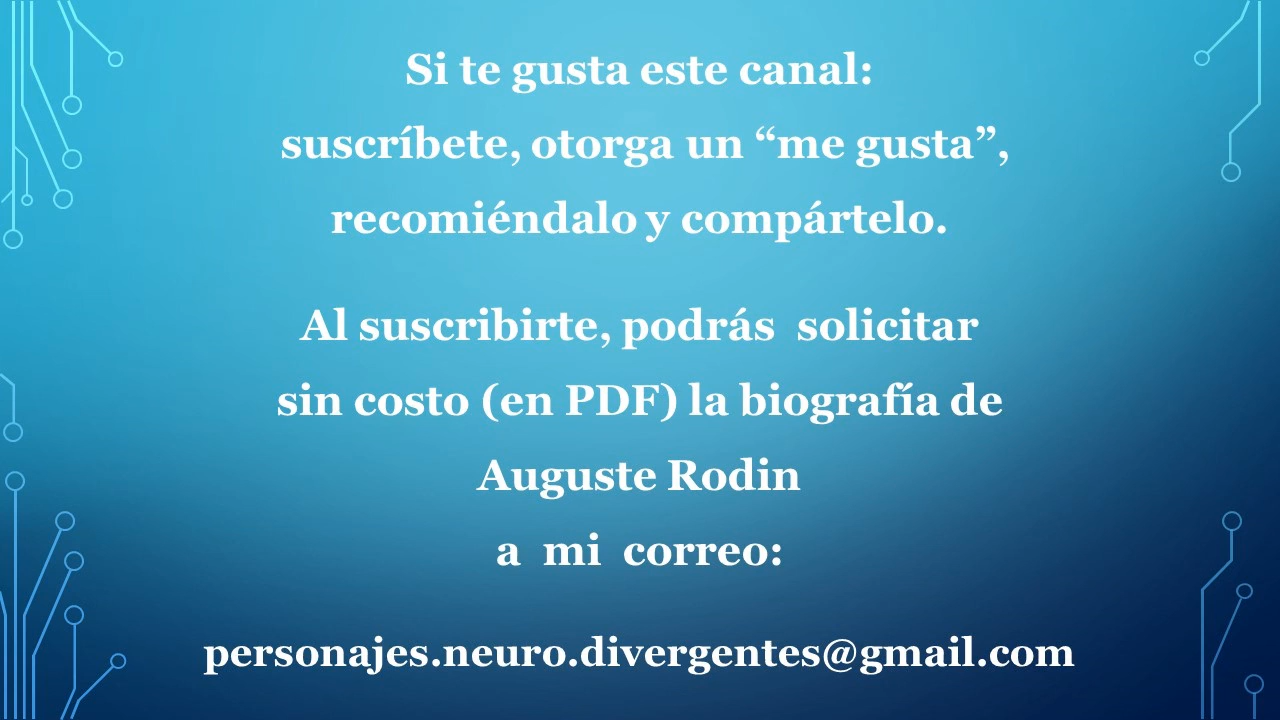 Si te gusta este canal:
suscríbete, otorga un “me gusta”,
recomiéndalo y compártelo.
Al suscribirte, podrás solicitar
sin costo (en PDF) la biografía de
Auguste Rodin
a mi correo:
personajes.neuro.divergentes@gmail.com